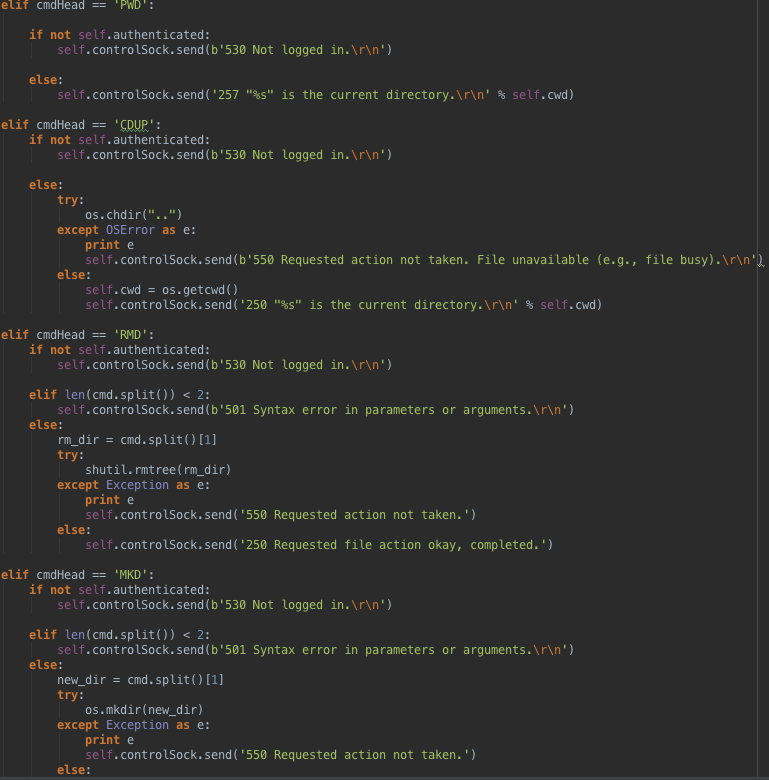 elif cmdHead == 'PWD':
if not self.authenticated:
self.controlSock.send(b'530 Not logged in.\r\n')
else:
self.controlSock.send('257 "%s" is the current directory.\r\n' % self.cwd)
elif cmdHead == 'CDUP':
if not self.authenticated:
self.controlSock.send(b'530 Not logged in.\r\n')
else:
try:
os.chdir("..")
except OSError as e:
print e
self.controlSock.send(b'550 Requested action not taken. File unavailable (e.g., file busy).\r\n')
else:
self.cwd = os.getcwd()
self.controlSock.send('250 "%s" is the current directory.\r\n' % self.cwd)
elif cmdHead == 'RMD':
if not self.authenticated:
self.controlSock.send(b'530 Not logged in.\r\n')
elif len(cmd.split()) < 2:
self.controlSock.send(b'501 Syntax error in parameters or arguments.\r\n')
else:
rm_dir = cmd.split()[1]
try:
shutil.rmtree(rm_dir)
except Exception as e:
print e
self.controlSock.send('550 Requested action not taken.')
else:
self.controlSock.send('250 Requested file action okay, completed.')
elif cmdHead == 'MKD':
if not self.authenticated:
self.controlSock.send(b'530 Not logged in.\r\n')
elif len(cmd.split()) < 2:
self.controlSock.send(b'501 Syntax error in parameters or arguments.\r\n')
else:
new_dir = cmd.split()[1]
try:
os.mkdir(new_dir)
except Exception as e:
print e
self.controlSock.send('550 Requested action not taken.')
else: